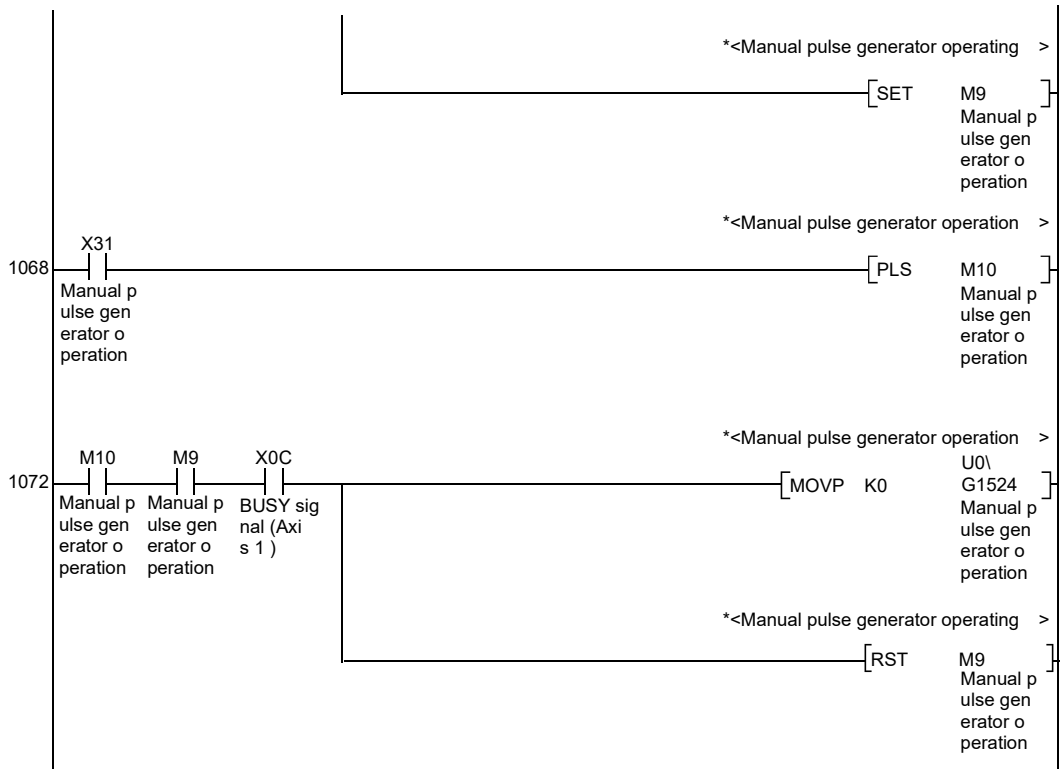 *<Manual pulse generator operating >
SET M9
Manual p
ulse gen
erator o
peration
*<Manual pulse generator operation >
X31
1068 PLS M10
Manual p Manual p
ulse gen ulse gen
erator o erator o
peration peration
*<Manual pulse generator operation >
M10 M9 X0C U0\
1072 MOVP K0 G1524
Manual p Manual p BUSY sig Manual p
ulse gen ulse gen nal (Axi ulse gen
erator o erator o s 1 ) erator o
peration peration peration
*<Manual pulse generator operating >
RST M9
Manual p
ulse gen
erator o
peration